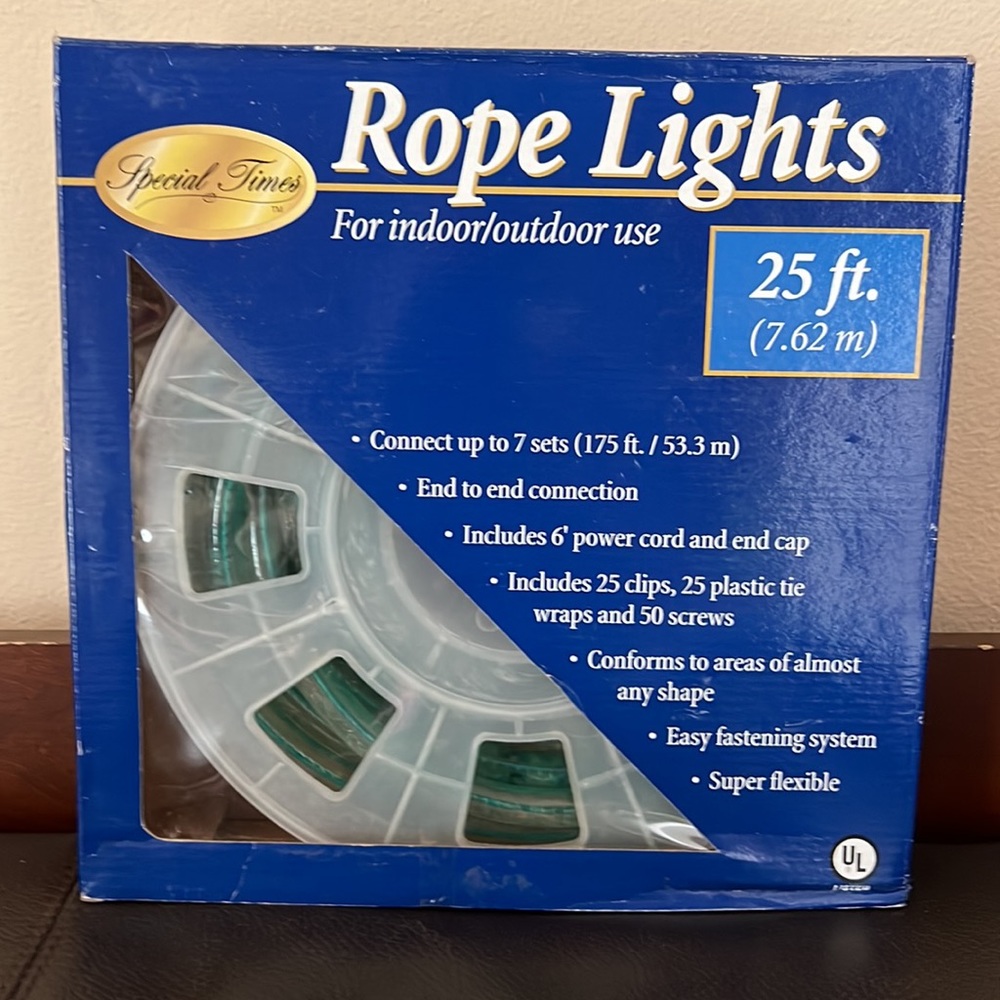 Rope Lights
Special Times
TM
For indoor/outdoor use
25 ft.
(7.62 m)
• Connect up to 7 sets (175 ft. / 53.3 m)
• End to end connection
• Includes 6' power cord and end cap
• Includes 25 clips, 25 plastic tie
wraps and 50 screws
• Conforms to areas of almost
any shape
• Easy fastening system
• Super flexible
UL